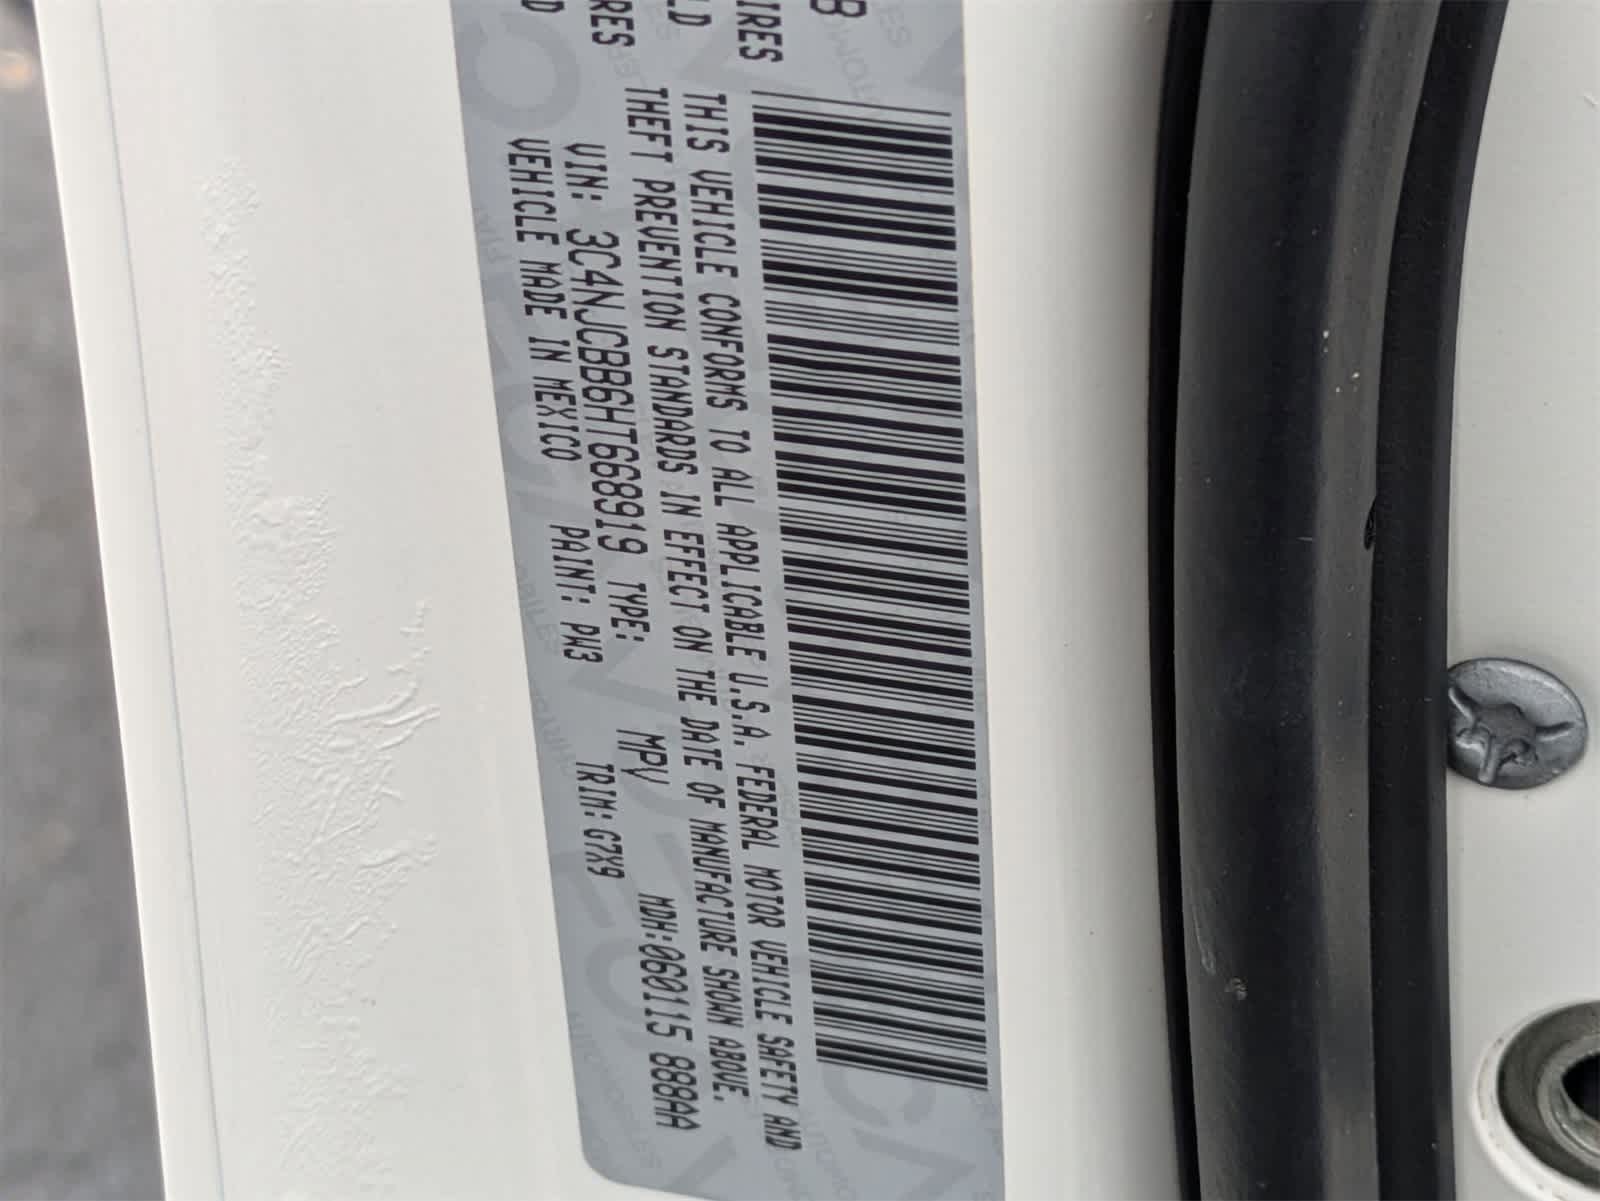 THIS VEHICLE CONFORMS TO ALL APPLICABLE U.S.A. FEDERAL MOTOR VEHICLE SAFETY AND
THEFT PREVENTION STANDARDS IN EFFECT ON THE DATE OF MANUFACTURE SHOWN ABOVE.
VIN: 3C4NJCBB6HT668919 TYPE: MPV MDH:060115 888AA
VEHICLE MADE IN MEXICO PAINT: PW3 TRIM: G7X9